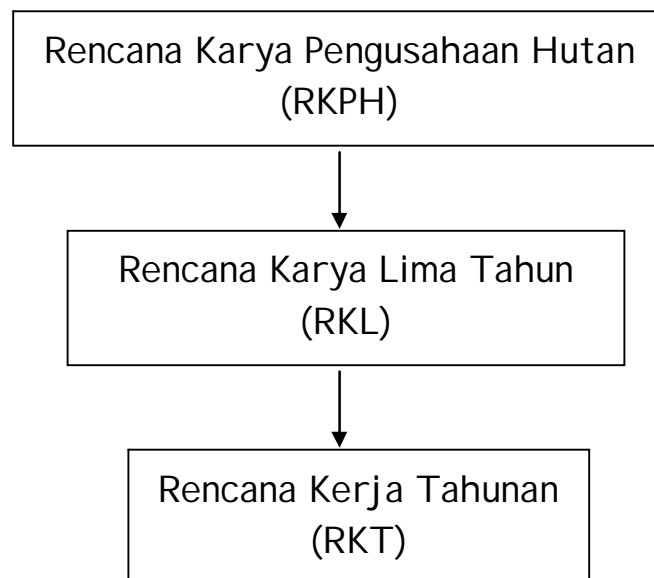 Rencana Karya Pengusahaan Hutan
(RKPH)
Rencana Karya Lima Tahun
(RKL)
Rencana Kerja Tahunan
(RKT)